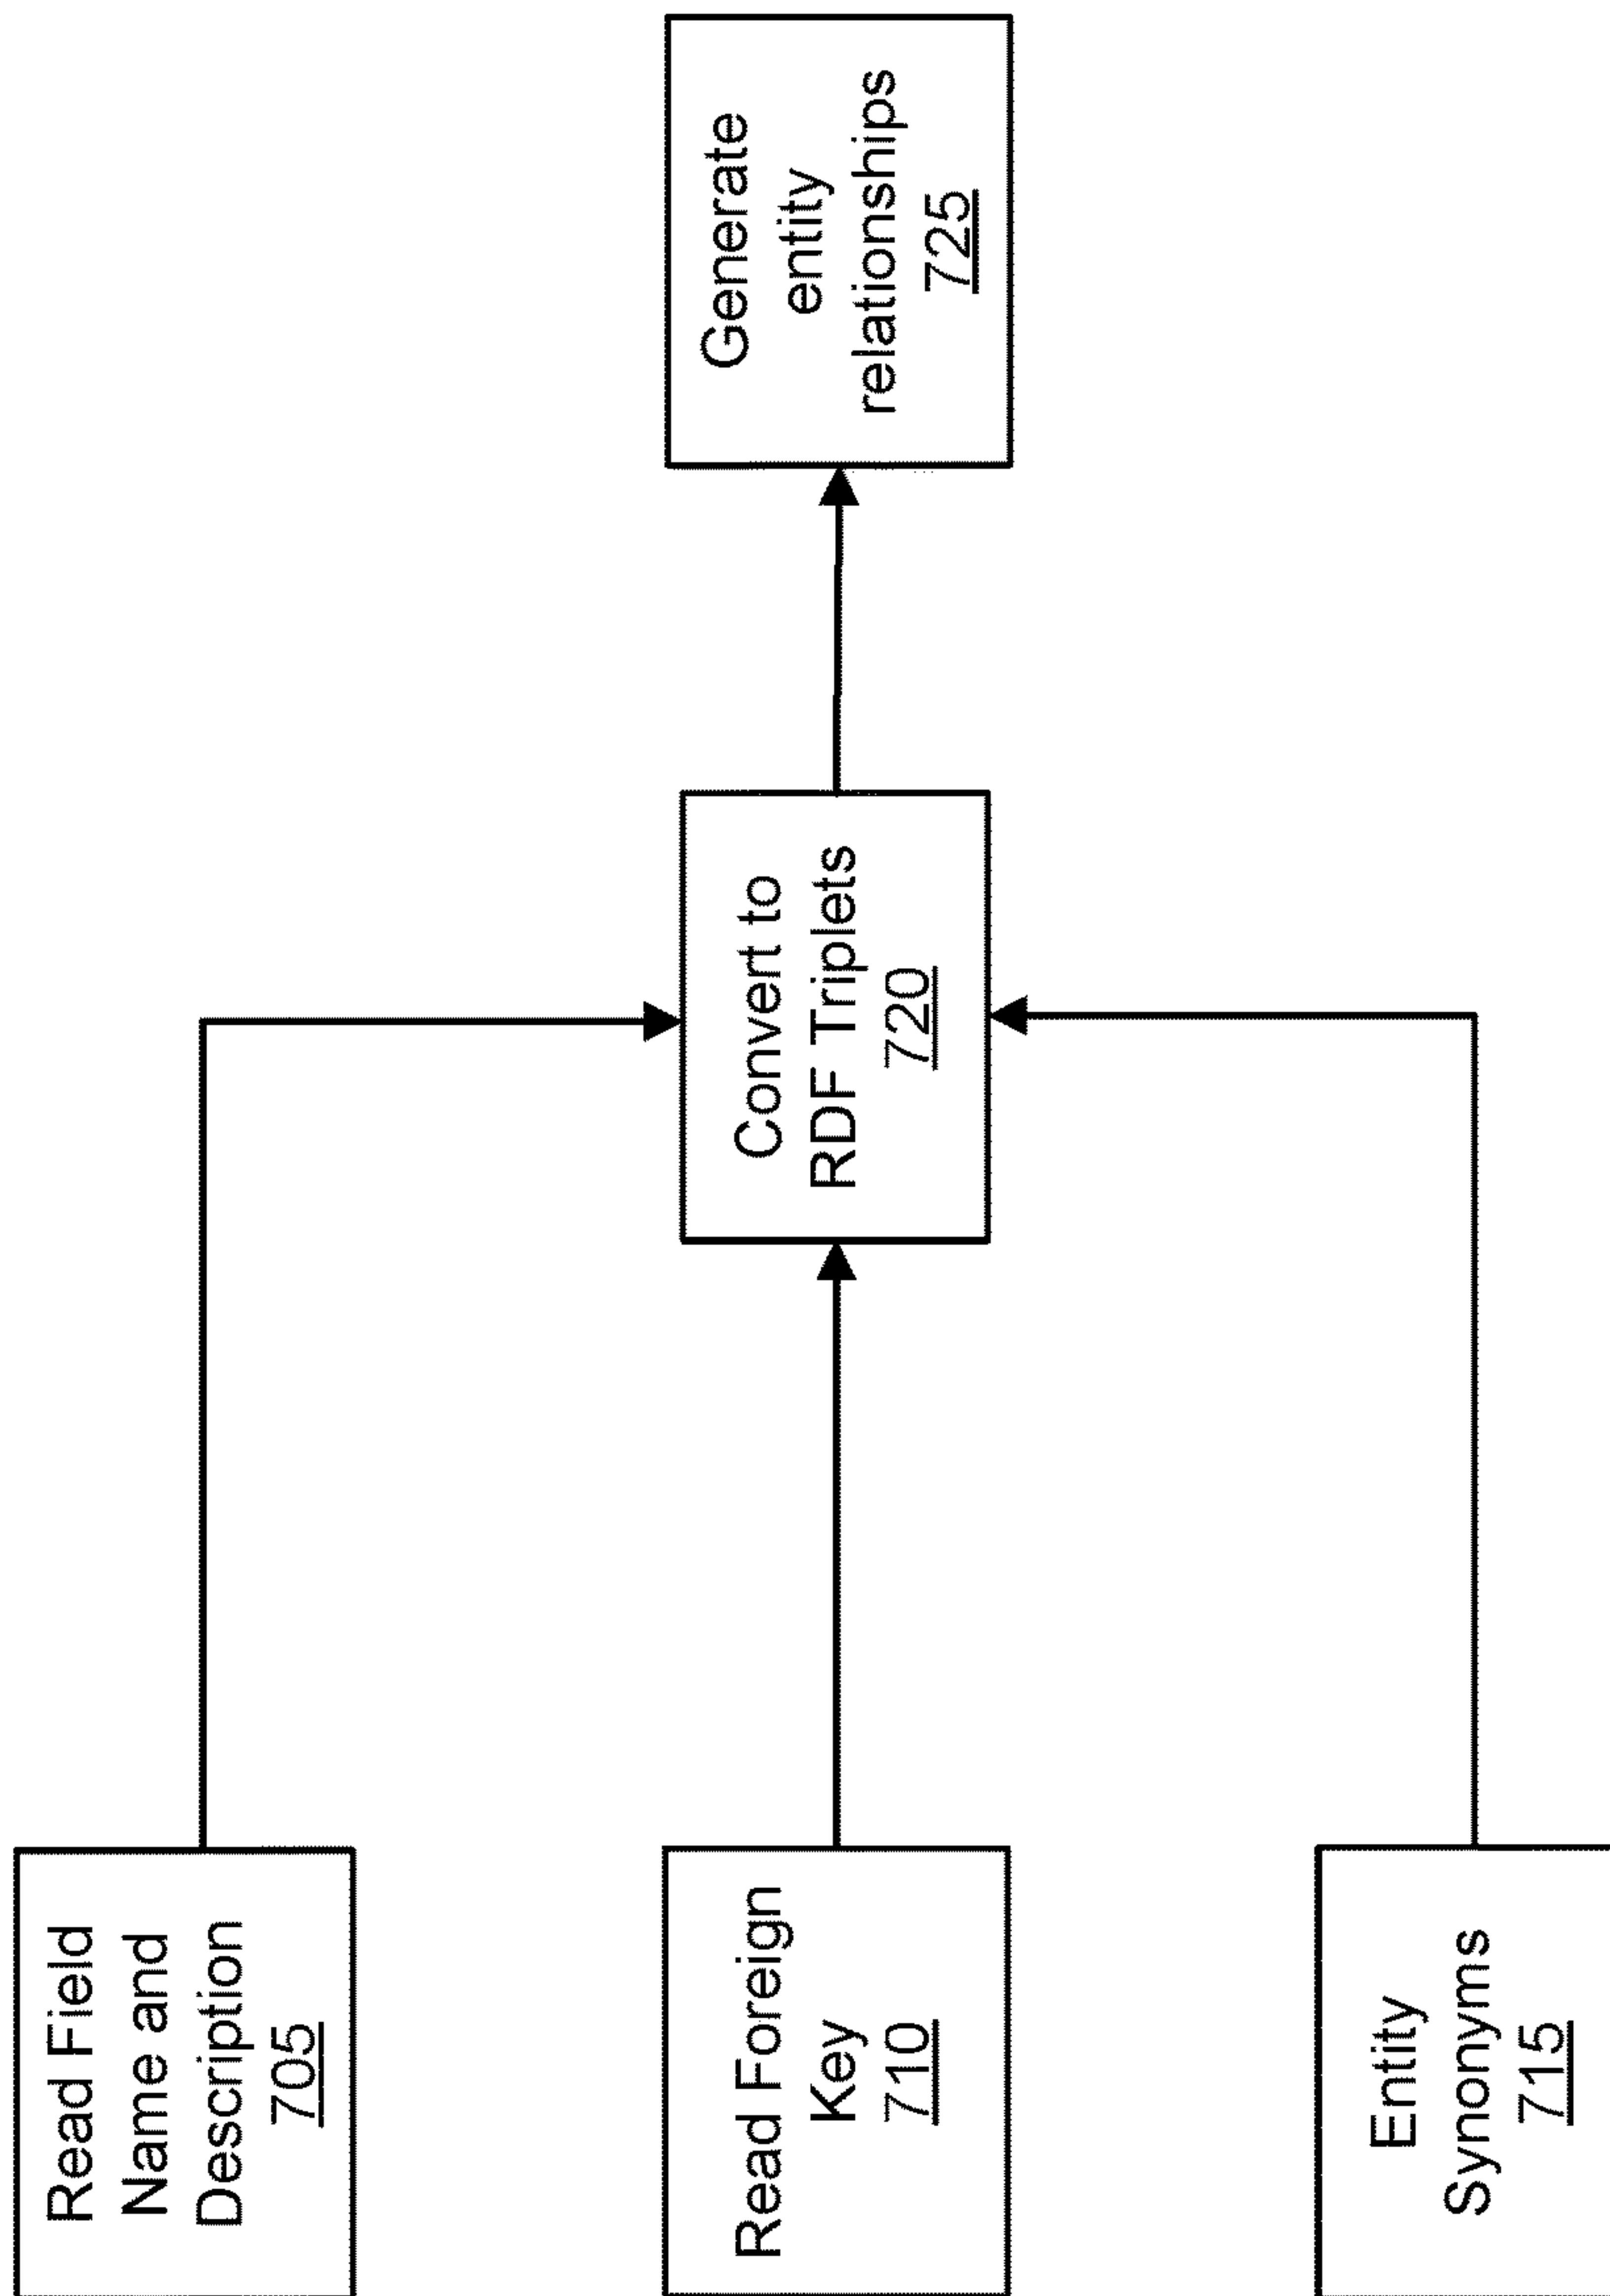 Read Field
Name and
Description
705
Read Foreign
Key
710
Entity
Synonyms
715
Convert to
RDF Triplets
720
Generate
entity
relationships
725